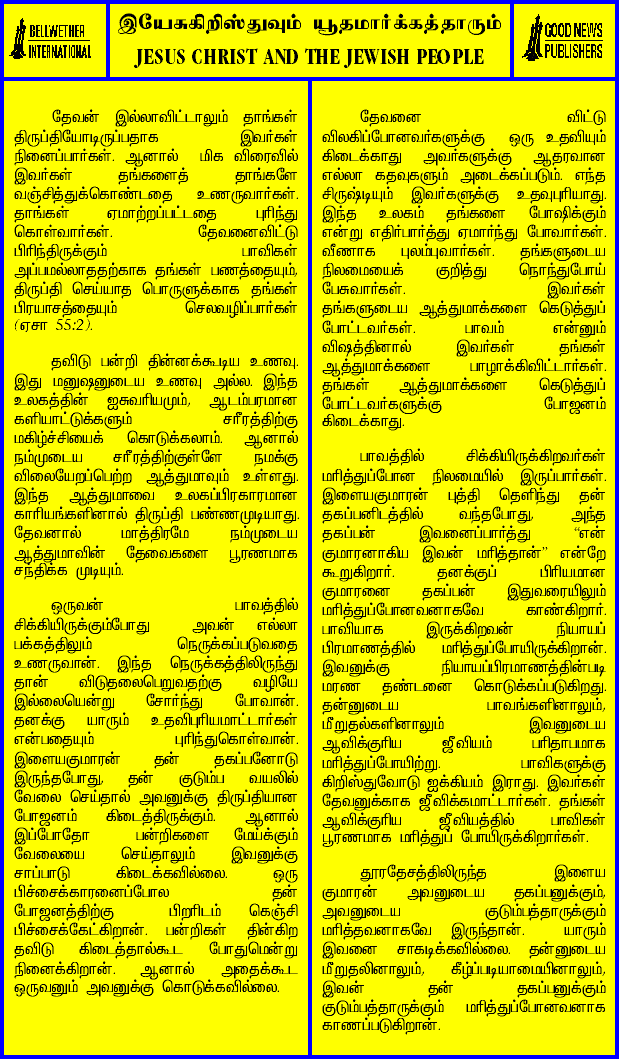 BELLWETHER
INTERNATIONAL
இயேசுகிறிஸ்துவும் யூதமார்க்கத்தாரும்
JESUS CHRIST AND THE JEWISH PEOPLE
GOOD NEWS
PUBLISHERS
தேவன் இல்லாவிட்டாலும் தாங்கள்
திருப்தியோடிருப்பதாக இவர்கள்
நினைப்பார்கள். ஆனால் மிக விரைவில்
இவர்கள் தங்களைத் தாங்களே
வஞ்சித்துக்கொண்டதை உணருவார்கள்.
தாங்கள் ஏமாற்றப்பட்டதை புரிந்து
கொள்வார்கள். தேவனைவிட்டு
பிரிந்திருக்கும் பாவிகள்
அப்பமல்லாததற்காக தங்கள் பணத்தையும்,
திருப்தி செய்யாத பொருளுக்காக தங்கள்
பிரயாசத்தையும் செலவழிப்பார்கள்
(ஏசா 55:2).
தவிடு பன்றி தின்னக்கூடிய உணவு.
இது மனுஷனுடைய உணவு அல்ல. இந்த
உலகத்தின் ஐசுவரியமும், ஆடம்பரமான
களியாட்டுக்களும் சரீரத்திற்கு
மகிழ்ச்சியைக் கொடுக்கலாம். ஆனால்
நம்முடைய சரீரத்திற்குள்ளே நமக்கு
விலையேறப்பெற்ற ஆத்துமாவும் உள்ளது.
இந்த ஆத்துமாவை உலகப்பிரகாரமான
காரியங்களினால் திருப்தி பண்ணமுடியாது.
தேவனால் மாத்திரமே நம்முடைய
ஆத்துமாவின் தேவைகளை பூரணமாக
சந்திக்க முடியும்.
ஒருவன் பாவத்தில்
சிக்கியிருக்கும்போது அவன் எல்லா
பக்கத்திலும் நெருக்கப்படுவதை
உணருவான். இந்த நெருக்கத்திலிருந்து
தான் விடுதலைபெறுவதற்கு வழியே
இல்லையென்று சோர்ந்து போவான்.
தனக்கு யாரும் உதவிபுரியமாட்டார்கள்
என்பதையும் புரிந்துகொள்வான்.
இளையகுமாரன் தன் தகப்பனோடு
இருந்தபோது, தன் குடும்ப வயலில்
வேலை செய்தால் அவனுக்கு திருப்தியான
போஜனம் கிடைத்திருக்கும். ஆனால்
இப்போதோ பன்றிகளை மேய்க்கும்
வேலையை செய்தாலும் இவனுக்கு
சாப்பாடு கிடைக்கவில்லை. ஒரு
பிச்சைக்காரனைப்போல தன்
போஜனத்திற்கு பிறரிடம் கெஞ்சி
பிச்சைக்கேட்கிறான். பன்றிகள் தின்கிற
தவிடு கிடைத்தால்கூட போதுமென்று
நினைக்கிறான். ஆனால் அதைக்கூட
ஒருவனும் அவனுக்கு கொடுக்கவில்லை.
தேவனை விட்டு
விலகிப்போனவர்களுக்கு ஒரு உதவியும்
கிடைக்காது அவர்களுக்கு ஆதரவான
எல்லா கதவுகளும் அடைக்கப்படும். எந்த
சிருஷ்டியும் இவர்களுக்கு உதவுபுரியாது.
இந்த உலகம் தங்களை போஷிக்கும்
என்று எதிர்பார்த்து ஏமார்ந்து போவார்கள்.
வீணாக புலம்புவார்கள். தங்களுடைய
நிலமையைக் குறித்து நொந்துபோய்
பேசுவார்கள். இவர்கள்
தங்களுடைய ஆத்துமாக்களை கெடுத்துப்
போட்டவர்கள். பாவம் என்னும்
விஷத்தினால் இவர்கள் தங்கள்
ஆத்துமாக்களை பாழாக்கிவிட்டார்கள்.
தங்கள் ஆத்துமாக்களை கெடுத்துப்
போட்டவர்களுக்கு போஜனம்
கிடைக்காது.
பாவத்தில் சிக்கியிருக்கிறவர்கள்
மரித்துப்போன நிலமையில் இருப்பார்கள்.
இளையகுமாரன் புத்தி தெளிந்து தன்
தகப்பனிடத்தில் வந்தபோது, அந்த
தகப்பன் இவனைப்பார்த்து "என்
குமாரனாகிய இவன் மரித்தான்" என்றே
கூறுகிறார். தனக்குப் பிரியமான
குமாரனை தகப்பன் இதுவரையிலும்
மரித்துப்போனவனாகவே காண்கிறார்.
பாவியாக இருக்கிறவன் நியாயப்
பிரமாணத்தில் மரித்துப்போயிருக்கிறான்.
இவனுக்கு நியாயப்பிரமாணத்தின்படி
மரண தண்டனை கொடுக்கப்படுகிறது.
தன்னுடைய பாவங்களினாலும்,
மீறுதல்களினாலும் இவனுடைய
ஆவிக்குரிய ஜீவியம் பரிதாபமாக
மரித்துப்போயிற்று. பாவிகளுக்கு
கிறிஸ்துவோடு ஐக்கியம் இராது. இவர்கள்
தேவனுக்காக ஜீவிக்கமாட்டார்கள். தங்கள்
ஆவிக்குரிய ஜீவியத்தில் பாவிகள்
பூரணமாக மரித்துப் போயிருக்கிறார்கள்.
தூரதேசத்திலிருந்த இளைய
குமாரன் அவனுடைய தகப்பனுக்கும்,
அவனுடைய குடும்பத்தாருக்கும்
மரித்தவனாகவே இருந்தான். யாரும்
இவனை சாகடிக்கவில்லை. தன்னுடைய
மீறுதலினாலும், கீழ்ப்படியாமையினாலும்,
இவன் தன் தகப்பனுக்கும்
குடும்பத்தாருக்கும் மரித்துப்போனவனாக
காணப்படுகிறான்.